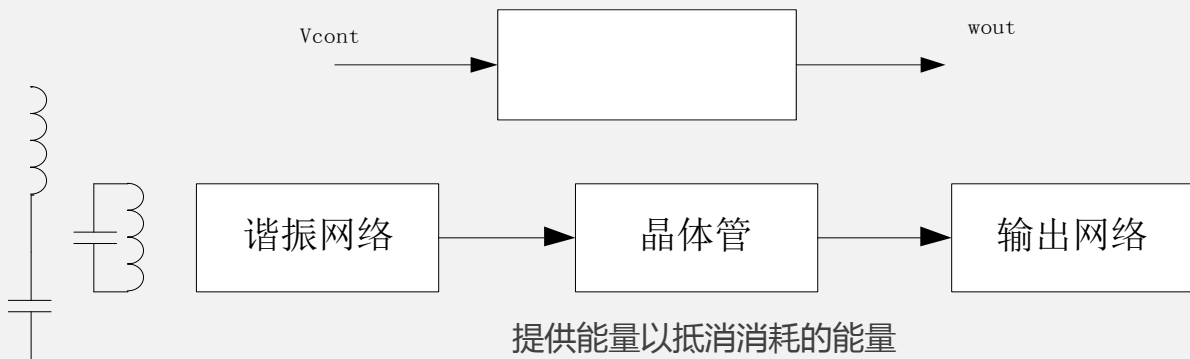 Vcont
wout
谐振网络
晶体管
输出网络
提供能量以抵消消耗的能量